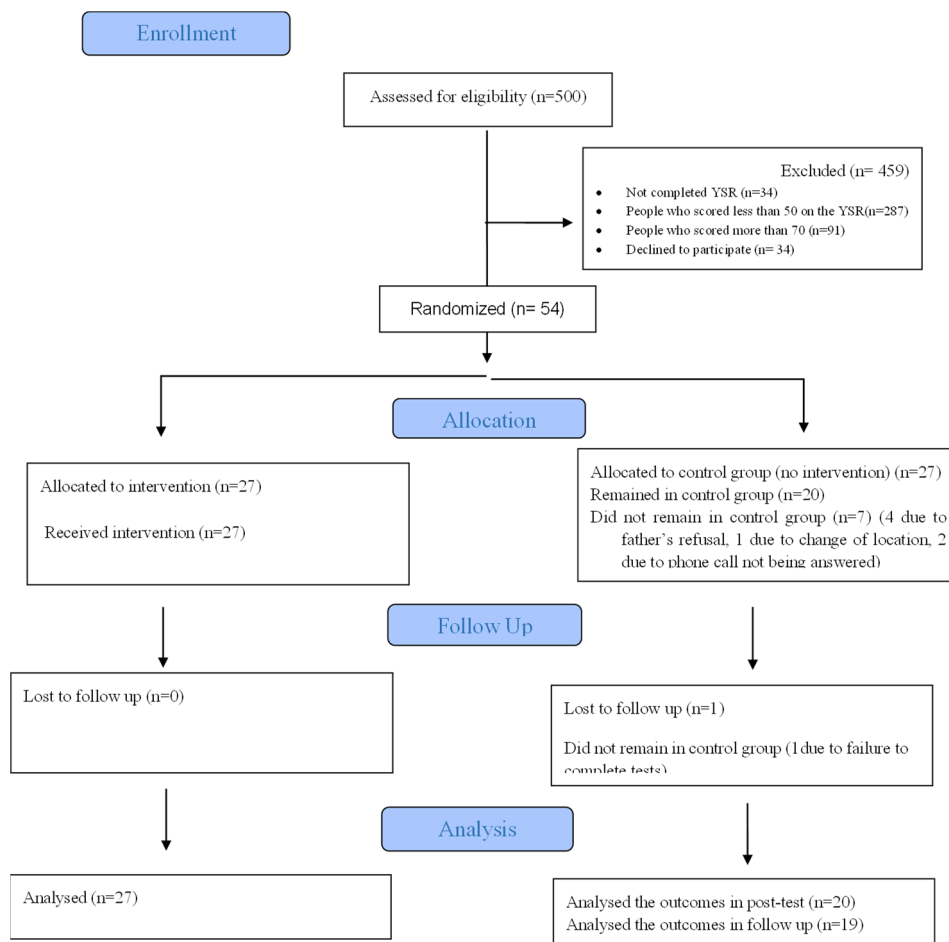 Enrollment
Assessed for eligibility (n=500)
Excluded (n= 459)
• Not completed YSR (n=34)
• People who scored less than 50 on the YSR(n=287)
• People who scored more than 70 (n=91)
• Declined to participate (n= 34)
Randomized (n= 54)
Allocation
Allocated to intervention (n=27)
Received intervention (n=27)
Allocated to control group (no intervention) (n=27)
Remained in control group (n=20)
Did not remain in control group (n=7) (4 due to
father’s refusal, 1 due to change of location, 2
due to phone call not being answered)
Follow Up
Lost to follow up (n=0)
Lost to follow up (n=1)
Did not remain in control group (1due to failure to
complete tests)
Analysis
Analysed (n=27)
Analysed the outcomes in post-test (n=20)
Analysed the outcomes in follow up (n=19)